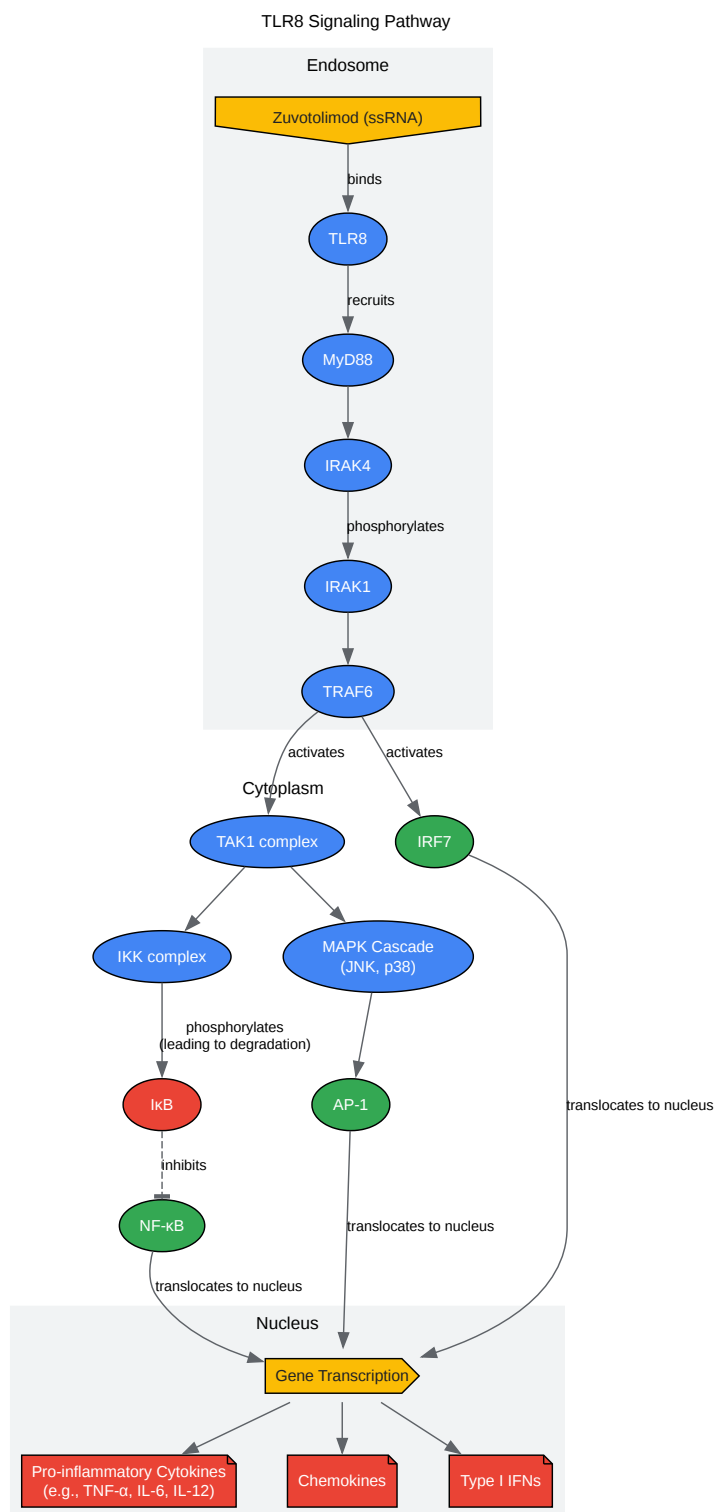 TLR8 Signaling Pathway
Endosome
Zuvotolimod (ssRNA)
binds
TLR8
recruits
MyD88
IRAK4
phosphorylates
IRAK1
TRAF6
activates
activates
Cytoplasm
TAK1 complex
IRF7
IKK complex
MAPK Cascade
(JNK, p38)
phosphorylates
(leading to degradation)
IκB
AP-1
translocates to nucleus
inhibits
NF-κB
translocates to nucleus
translocates to nucleus
Nucleus
Gene Transcription
Pro-inflammatory Cytokines
(e.g., TNF-α, IL-6, IL-12)
Chemokines
Type I IFNs